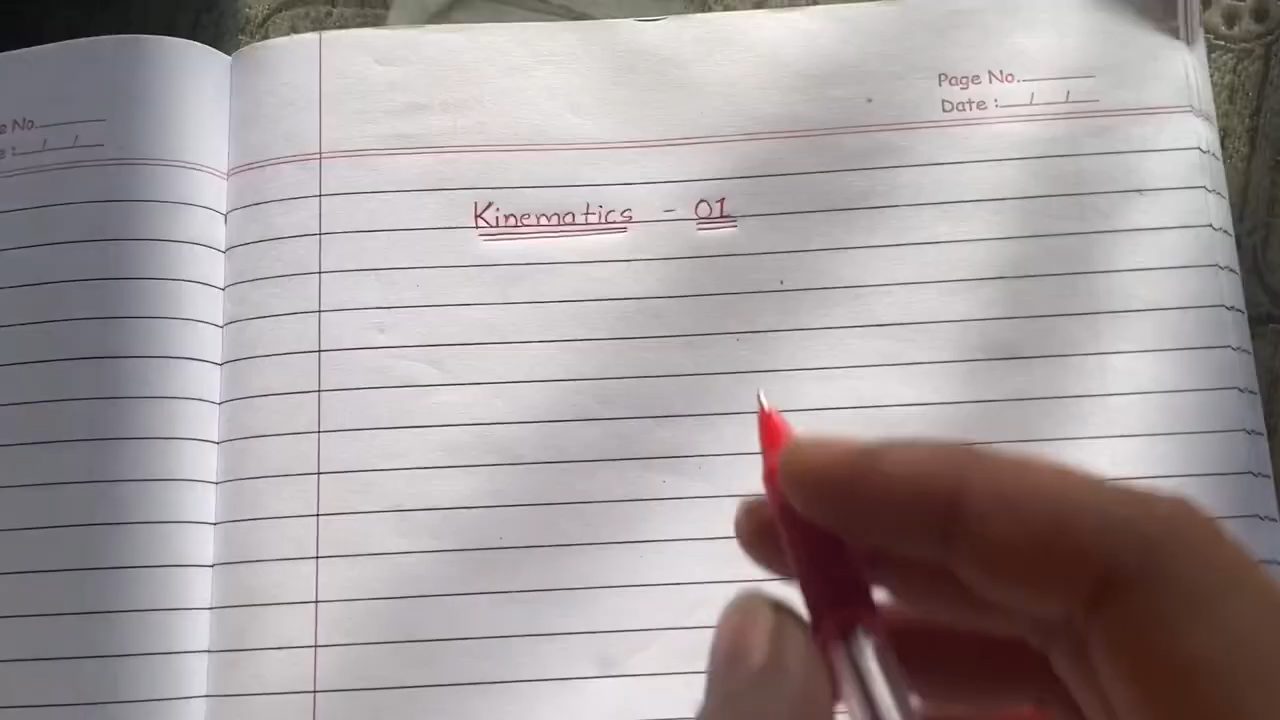 Page No.
Date : / /
e No.
e : / /
Kinematics - 01